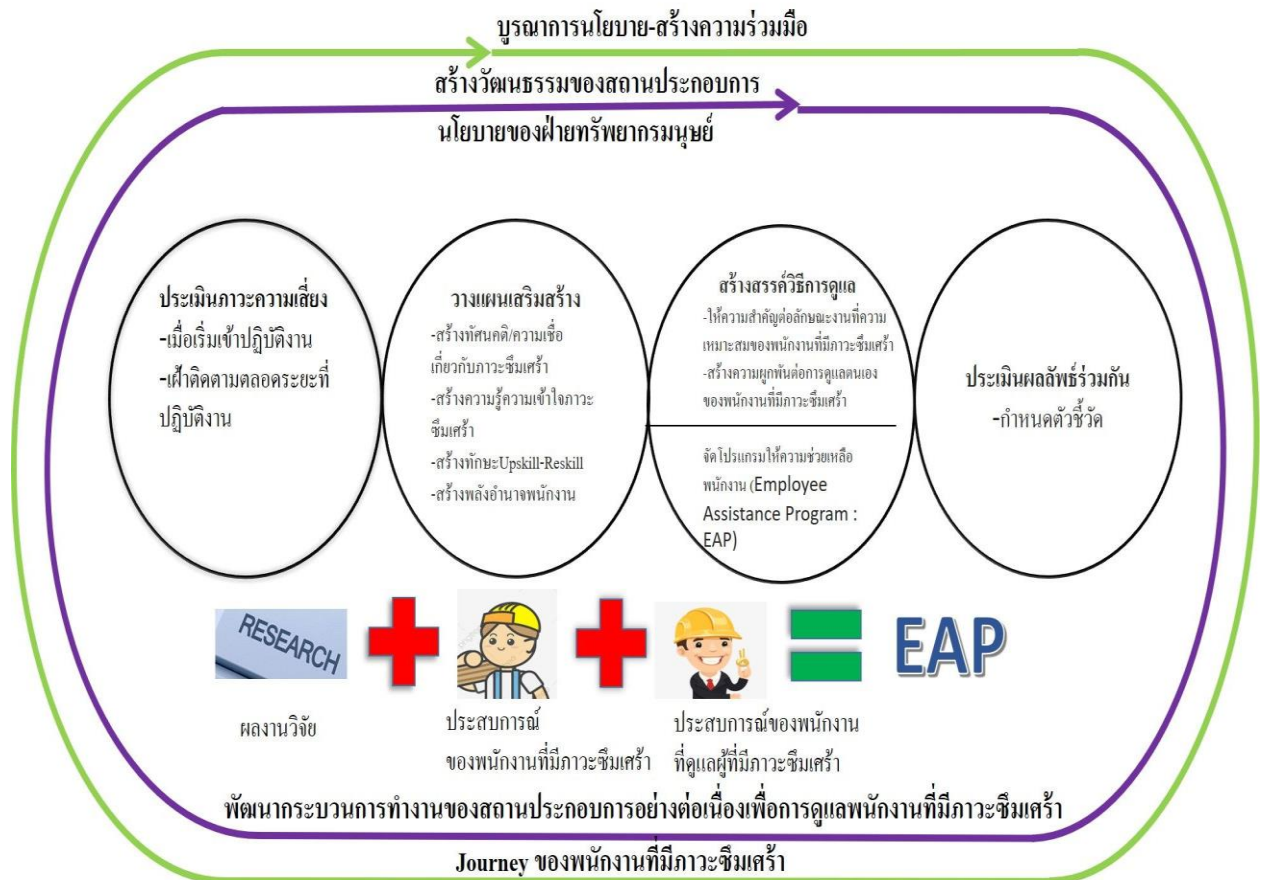 บูรณาการนโยบาย-สร้างความร่วมมือ
สร้างวัฒนธรรมของสถานประกอบการ
นโยบายของฝ่ายทรัพยากรมนุษย์
ประเมินภาวะความเสี่ยง
-เมื่อเริ่มเข้าปฏิบัติงาน
-เฝ้าติดตามตลอดระยะที่
ปฏิบัติงาน
วางแผนเสริมสร้าง
-สร้างทัศนคติ/ความเชื่อ
เกี่ยวกับภาวะซึมเศร้า
-สร้างความรู้ความเข้าใจภาวะ
ซึมเศร้า
-สร้างทักษะUpskill-Reskill
-สร้างพลังอำนาจพนักงาน
สร้างสรรค์วิธีการดูแล
-ให้ความสำคัญต่อลักษณะงานที่ความ
เหมาะสมของพนักงานที่มีภาวะซึมเศร้า
-สร้างความผูกพันต่อการดูแลตนเอง
ของพนักงานที่มีภาวะซึมเศร้า
จัดโปรแกรมให้ความช่วยเหลือ
พนักงาน (Employee
Assistance Program :
EAP)
ประเมินผลลัพธ์ร่วมกัน
-กำหนดตัวชี้วัด
RESEARCH
EAP
ผลงานวิจัย
ประสบการณ์
ของพนักงานที่มีภาวะซึมเศร้า
ประสบการณ์ของพนักงาน
ที่ดูแลผู้ที่มีภาวะซึมเศร้า
พัฒนากระบวนการทำงานของสถานประกอบการอย่างต่อเนื่องเพื่อการดูแลพนักงานที่มีภาวะซึมเศร้า
Journey ของพนักงานที่มีภาวะซึมเศร้า